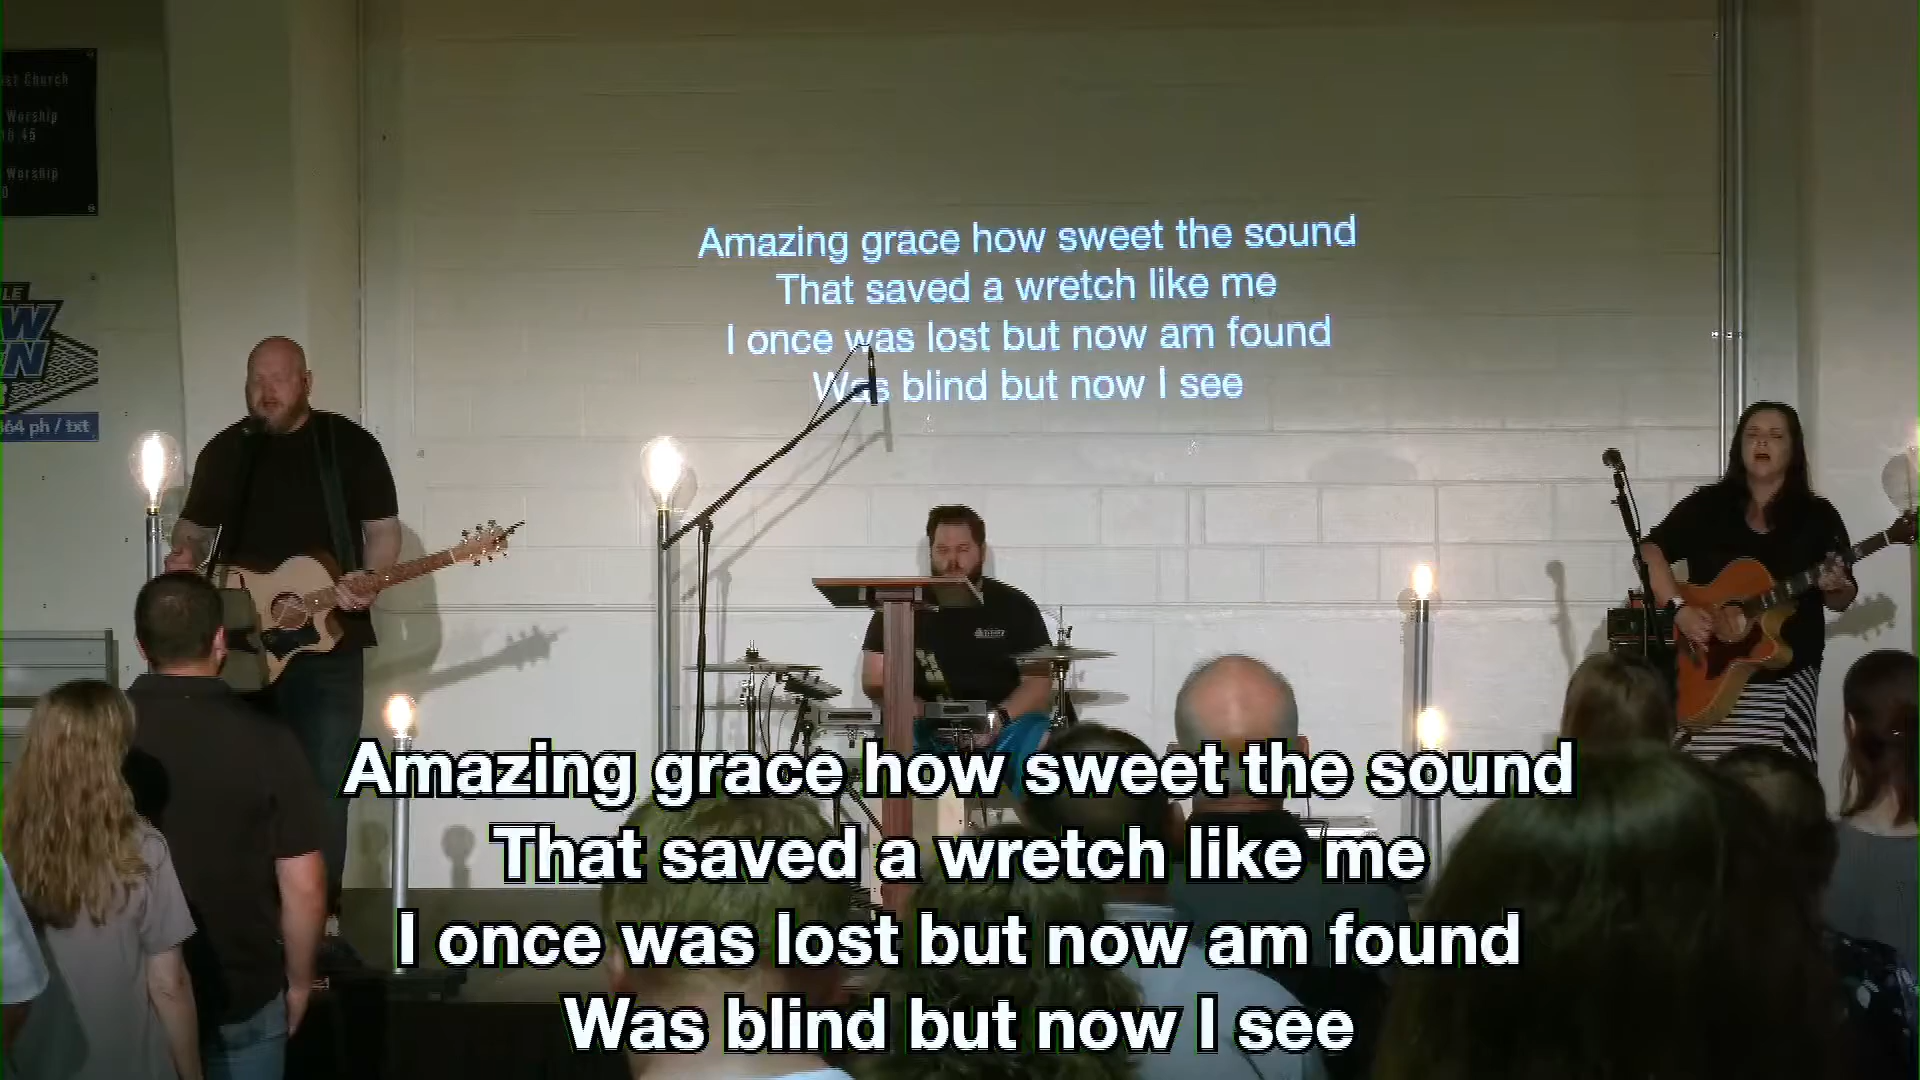 Church
Worship
Worship
ph / txt
Amazing grace how sweet the sound
That saved a wretch like me
I once was lost but now am found
Was blind but now I see
Amazing grace how sweet the sound
That saved a wretch like me
I once was lost but now am found
Was blind but now I see